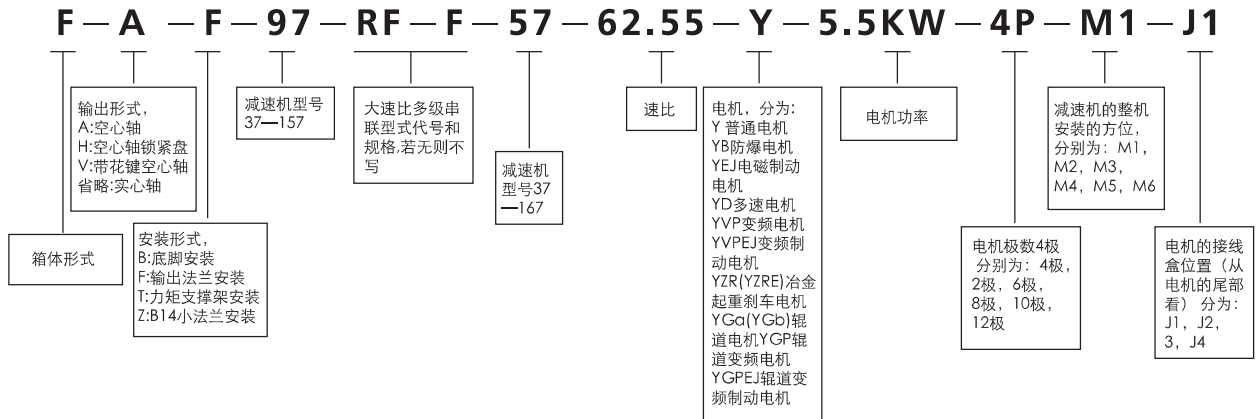 F — A — F — 97 — RF — F — 57 — 62.55 — Y — 5.5KW — 4P — M1 — J1
箱体形式
输出形式，
A:空心轴
H:空心轴锁紧盘
V:带花键空心轴
省略:实心轴
安装形式，
B:底脚安装
F:输出法兰安装
T:力矩支撑架安装
Z:B14小法兰安装
减速机型号
37—157
大速比多级串
联型式代号和
规格,若无则不
写
减速机
型号37
—167
速比
电机，分为:
Y 普通电机
YB防爆电机
YEJ电磁制动
电机
YD多速电机
YVP变频电机
YVPEJ变频制
动电机
YZR(YZRE)冶金
起重刹车电机
YGa(YGb)辊
道电机YGP辊
道变频电机
YGPEJ辊道变
频制动电机
电机功率
电机极数4极
分别为：4极，
2极，6极，
8极，10极，
12极
减速机的整机
安装的方位，
分别为：M1，
M2，M3，
M4，M5，M6
电机的接线
盒位置（从
电机的尾部
看）分为：
J1，J2，
3，J4